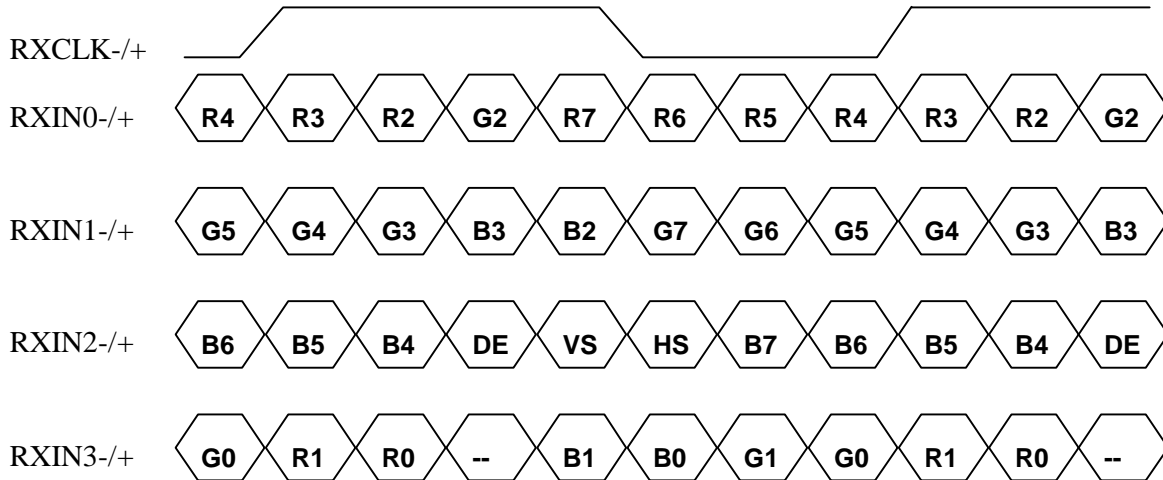 RXCLK-/+
RXIN0-/+ R4 R3 R2 G2 R7 R6 R5 R4 R3 R2 G2
RXIN1-/+ G5 G4 G3 B3 B2 G7 G6 G5 G4 G3 B3
RXIN2-/+ B6 B5 B4 DE VS HS B7 B6 B5 B4 DE
RXIN3-/+ G0 R1 R0 -- B1 B0 G1 G0 R1 R0 --